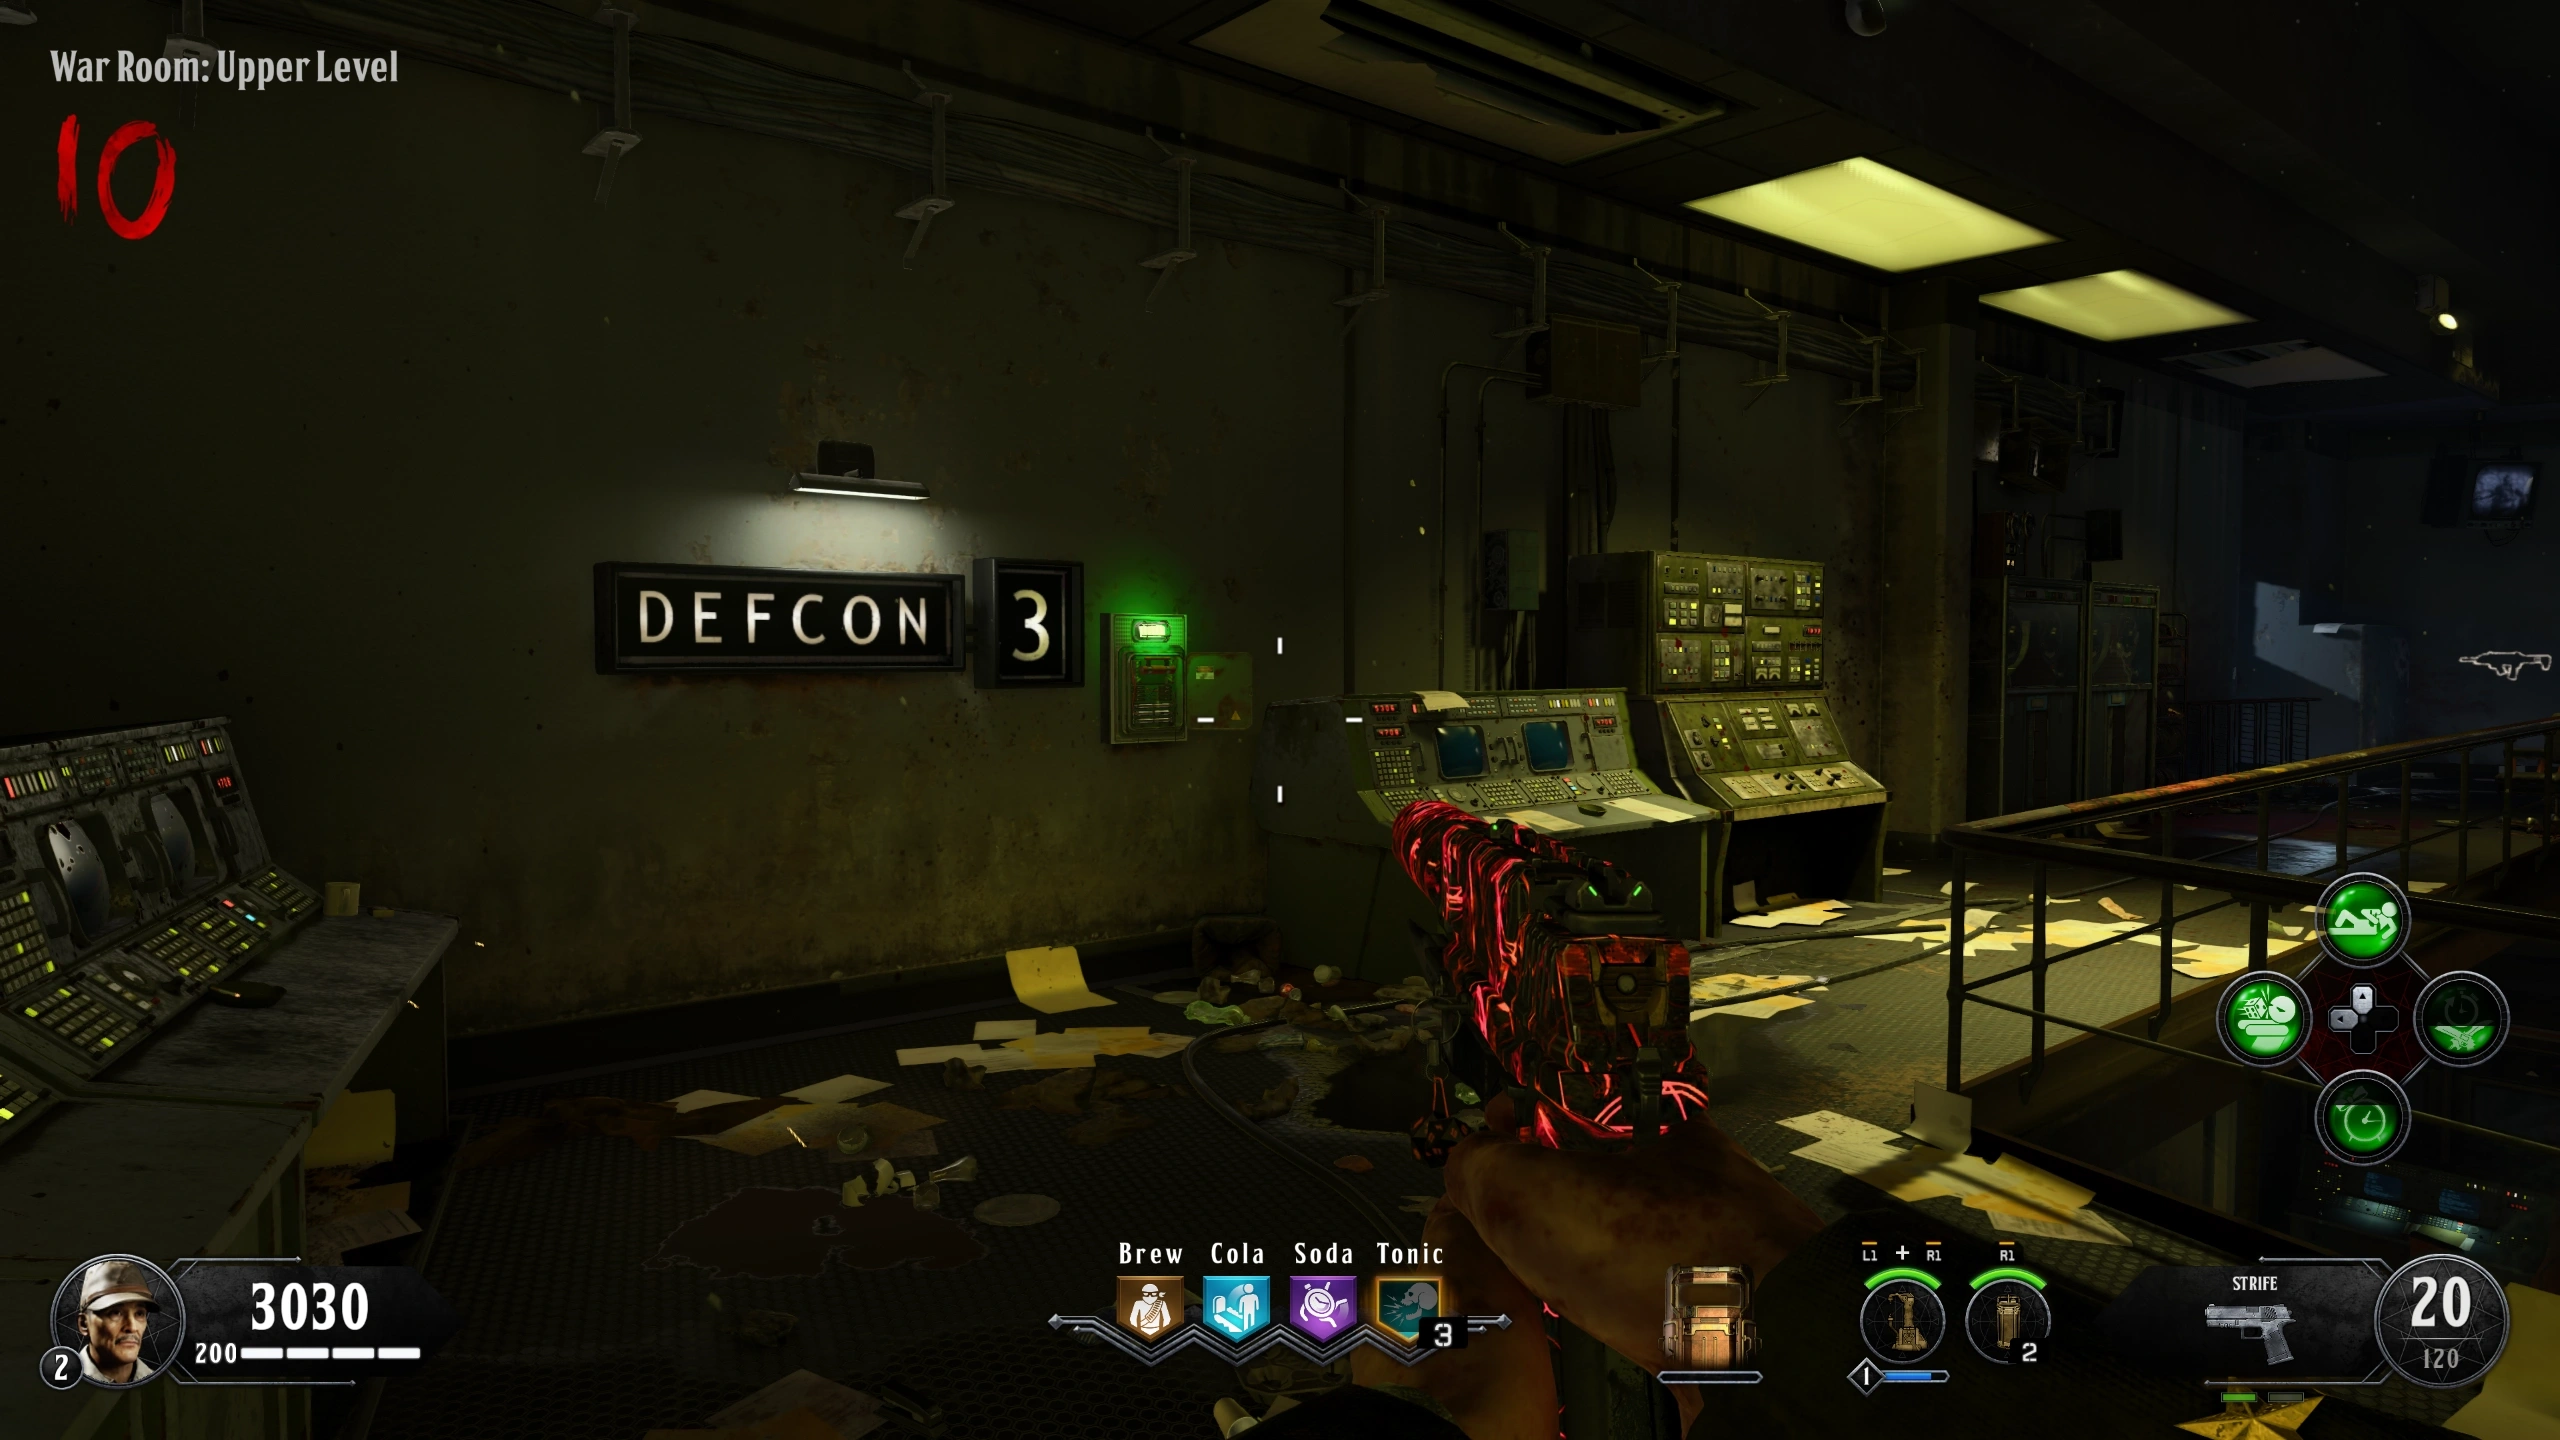 War Room: Upper Level
10
DEFCON 3
Brew Cola Soda Tonic
3
L1 + R1
R1
2
1
3030
200
2
STRIFE
20
120